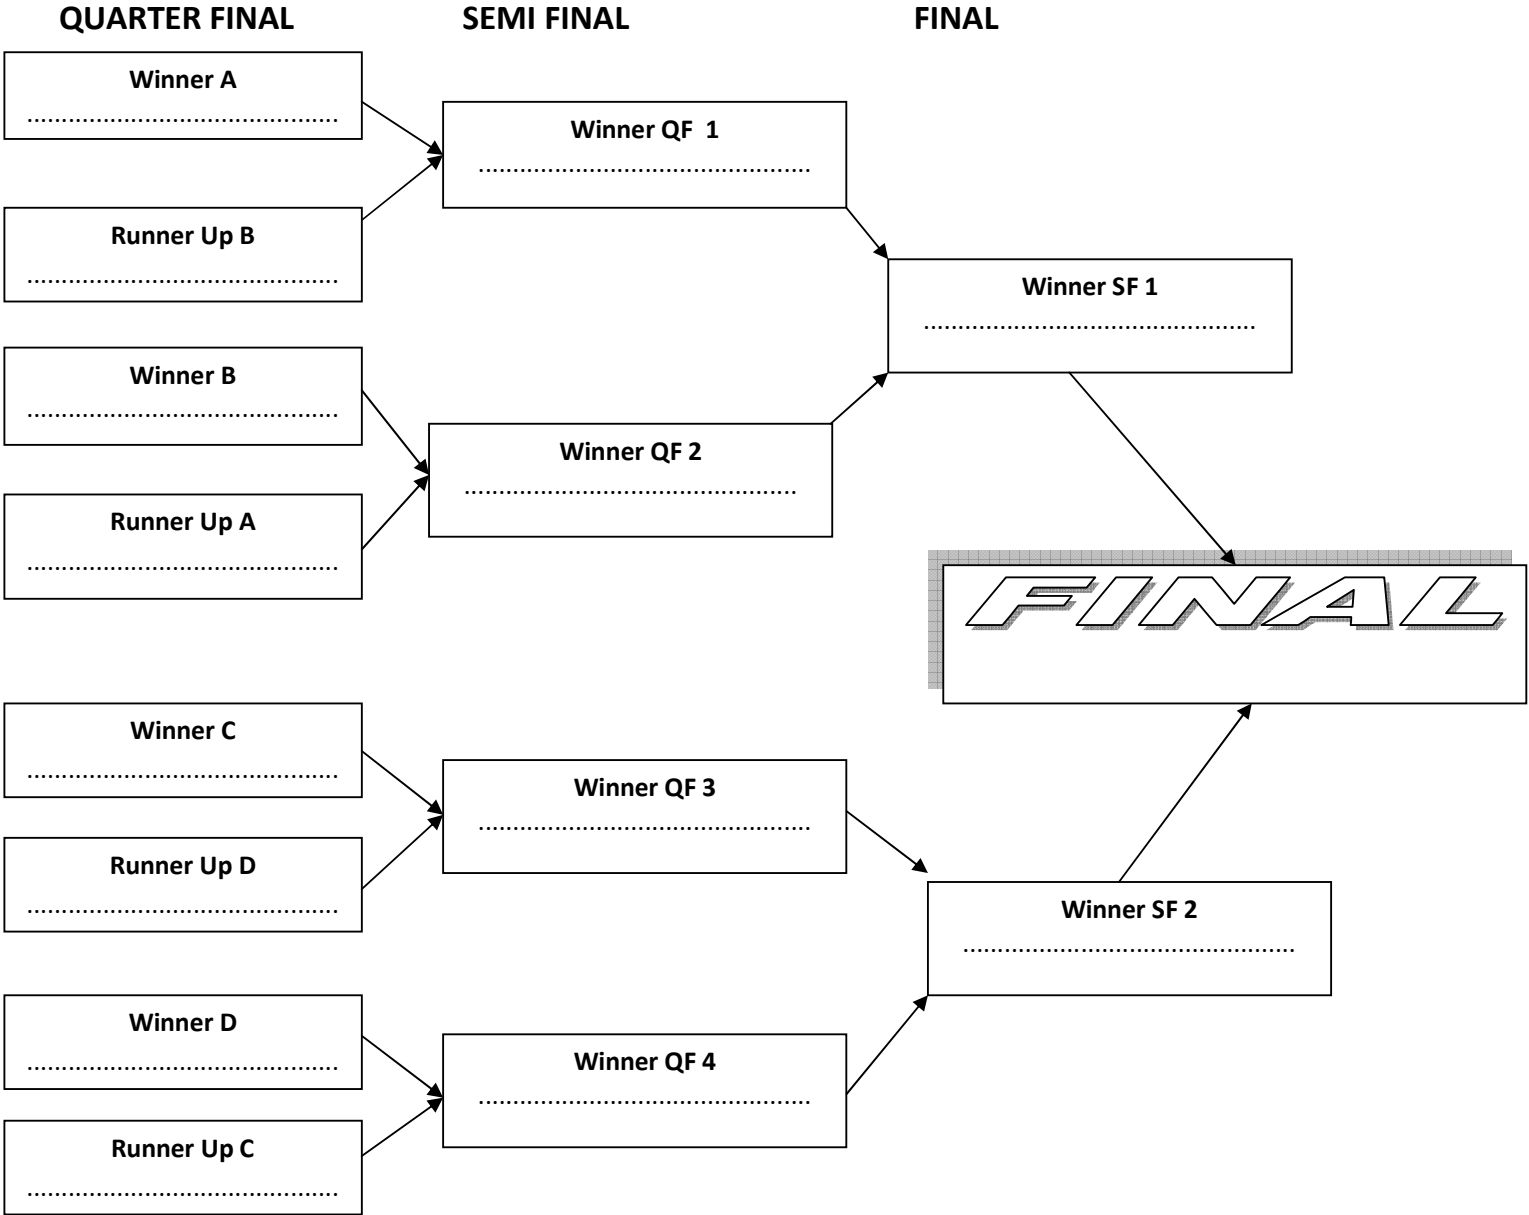 QUARTER FINAL SEMI FINAL FINAL
Winner A
..............................................
Runner Up B
..............................................
Winner B
..............................................
Runner Up A
..............................................
Winner C
..............................................
Runner Up D
..............................................
Winner D
..............................................
Runner Up C
..............................................
Winner QF  1
.................................................
Winner QF 2
.................................................
Winner QF 3
.................................................
Winner QF 4
.................................................
Winner SF 1
.................................................
Winner SF 2
.................................................
FINAL